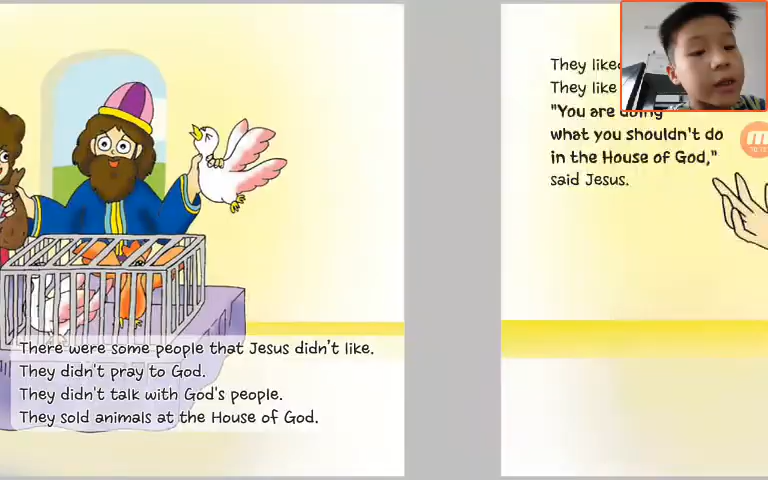 There were some people that Jesus didn't like.
They didn't pray to God.
They didn't talk with God's people.
They sold animals at the House of God.
They liked
They like
"You are doing
what you shouldn't do
in the House of God,"
said Jesus.